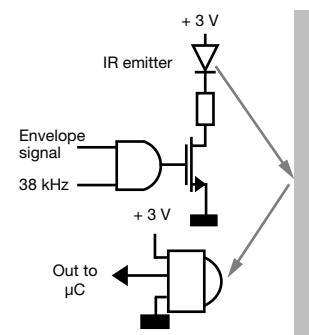 + 3 V
IR emitter
Envelope
signal
38 kHz
+ 3 V
Out to
µC